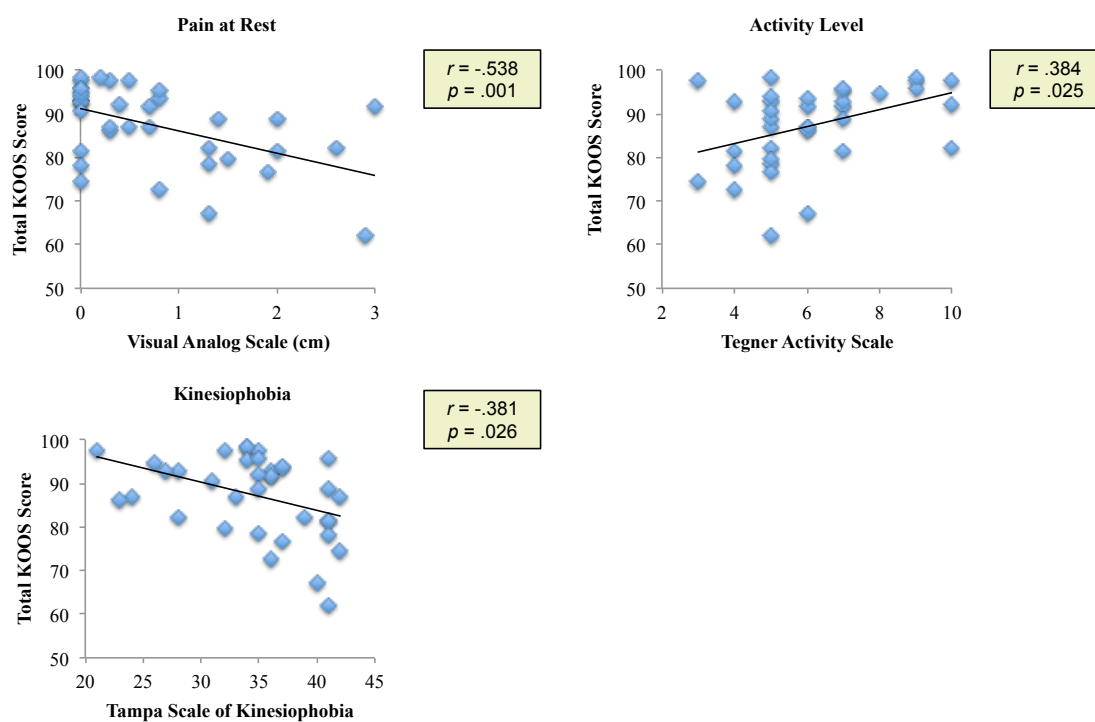 Pain at Rest
r = -.538
p = .001
100
90
80
70
60
50
Total KOOS Score
0 1 2 3
Visual Analog Scale (cm)
Activity Level
r = .384
p = .025
100
90
80
70
60
50
Total KOOS Score
2 4 6 8 10
Tegner Activity Scale
Kinesiophobia
r = -.381
p = .026
100
90
80
70
60
50
Total KOOS Score
20 25 30 35 40 45
Tampa Scale of Kinesiophobia